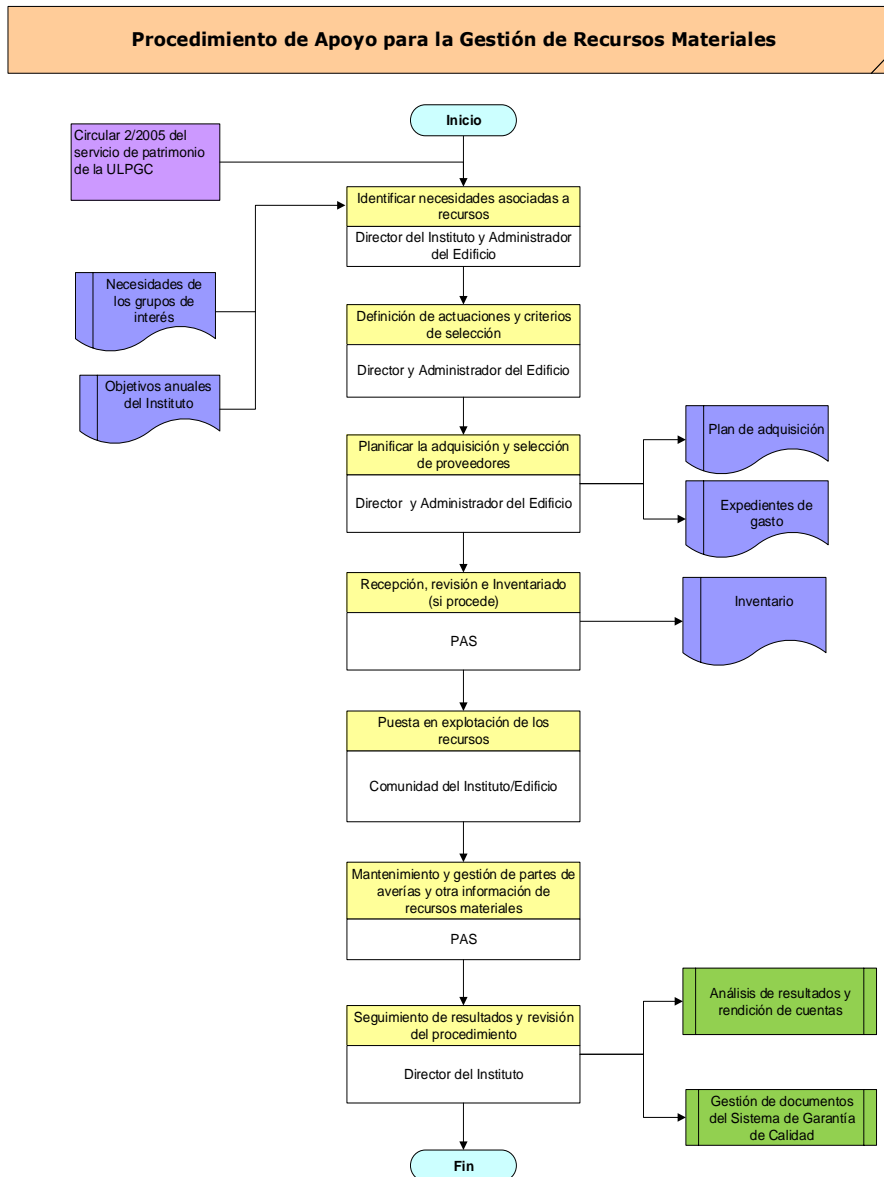 Procedimiento de Apoyo para la Gestión de Recursos Materiales
Inicio
Circular 2/2005 del
servicio de patrimonio
de la ULPGC
Identificar necesidades asociadas a
recursos
Director del Instituto y Administrador
del Edificio
Necesidades de
los grupos de
interés
Definición de actuaciones y criterios
de selección
Director y Administrador del Edificio
Objetivos anuales
del Instituto
Planificar la adquisición y selección
de proveedores
Director y Administrador del Edificio
Plan de adquisición
Expedientes de
gasto
Recepción, revisión e Inventariado
(si procede)
PAS
Inventario
Puesta en explotación de los
recursos
Comunidad del Instituto/Edificio
Mantenimiento y gestión de partes de
averías y otra información de
recursos materiales
PAS
Seguimiento de resultados y revisión
del procedimiento
Director del Instituto
Análisis de resultados y
rendición de cuentas
Gestión de documentos
del Sistema de Garantía
de Calidad
Fin